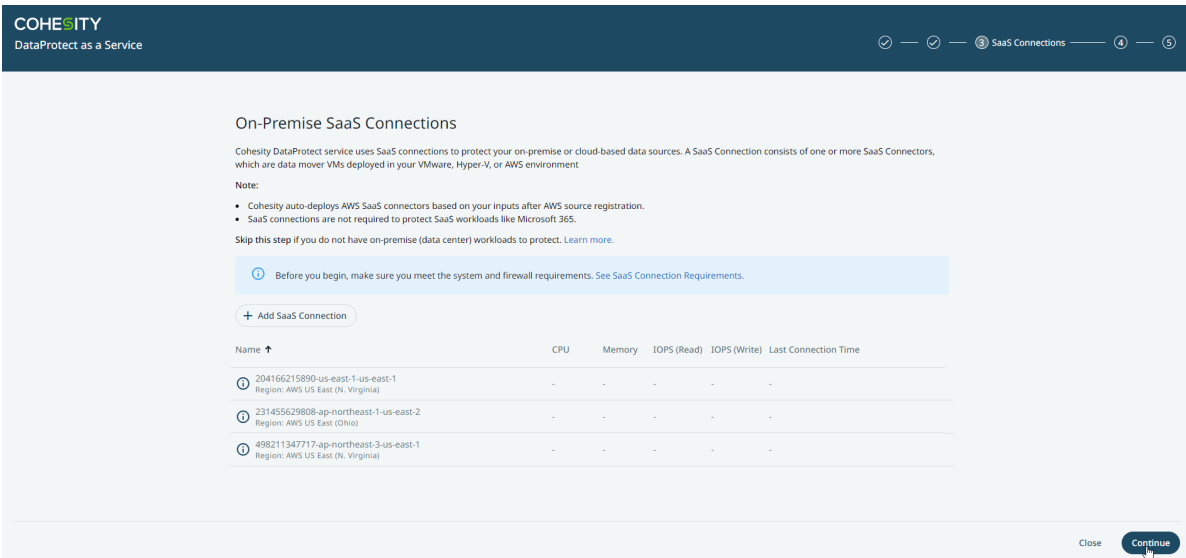 COHESITY
DataProtect as a Service
3 SaaS Connections 4 5
On-Premise SaaS Connections
Cohesity DataProtect service uses SaaS connections to protect your on-premise or cloud-based data sources. A SaaS Connection consists of one or more SaaS Connectors,
which are data mover VMs deployed in your VMware, Hyper-V, or AWS environment
Note:
• Cohesity auto-deploys AWS SaaS connectors based on your inputs after AWS source registration.
• SaaS connections are not required to protect SaaS workloads like Microsoft 365.
Skip this step if you do not have on-premise (data center) workloads to protect. Learn more.
Before you begin, make sure you meet the system and firewall requirements. See SaaS Connection Requirements.
+ Add SaaS Connection
Name ↑ CPU Memory IOPS (Read) IOPS (Write) Last Connection Time
204166215890-us-east-1-us-east-1
Region: AWS US East (N. Virginia)
- - - - -
231455629808-ap-northeast-1-us-east-2
Region: AWS US East (Ohio)
- - - - -
498211347717-ap-northeast-3-us-east-1
Region: AWS US East (N. Virginia)
- - - - -
Close Continue